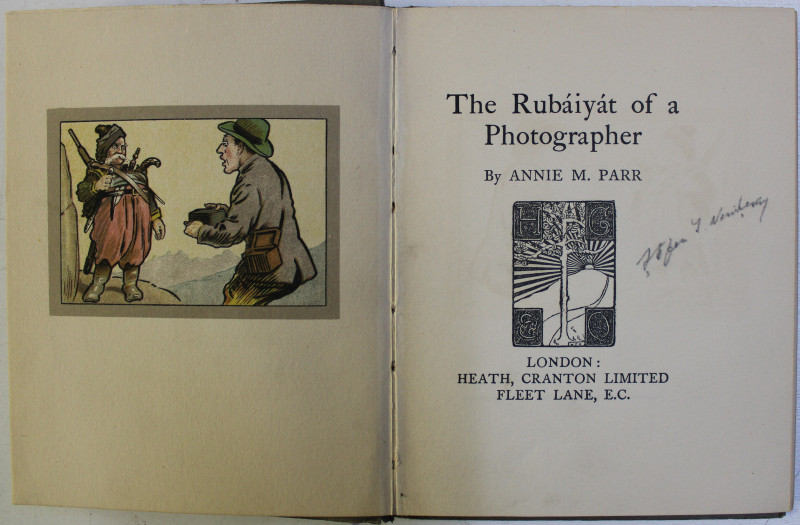 The Rubáiyát of a
Photographer
By ANNIE M. PARR
H C
LONDON:
HEATH, CRANTON LIMITED
FLEET LANE, E.C.